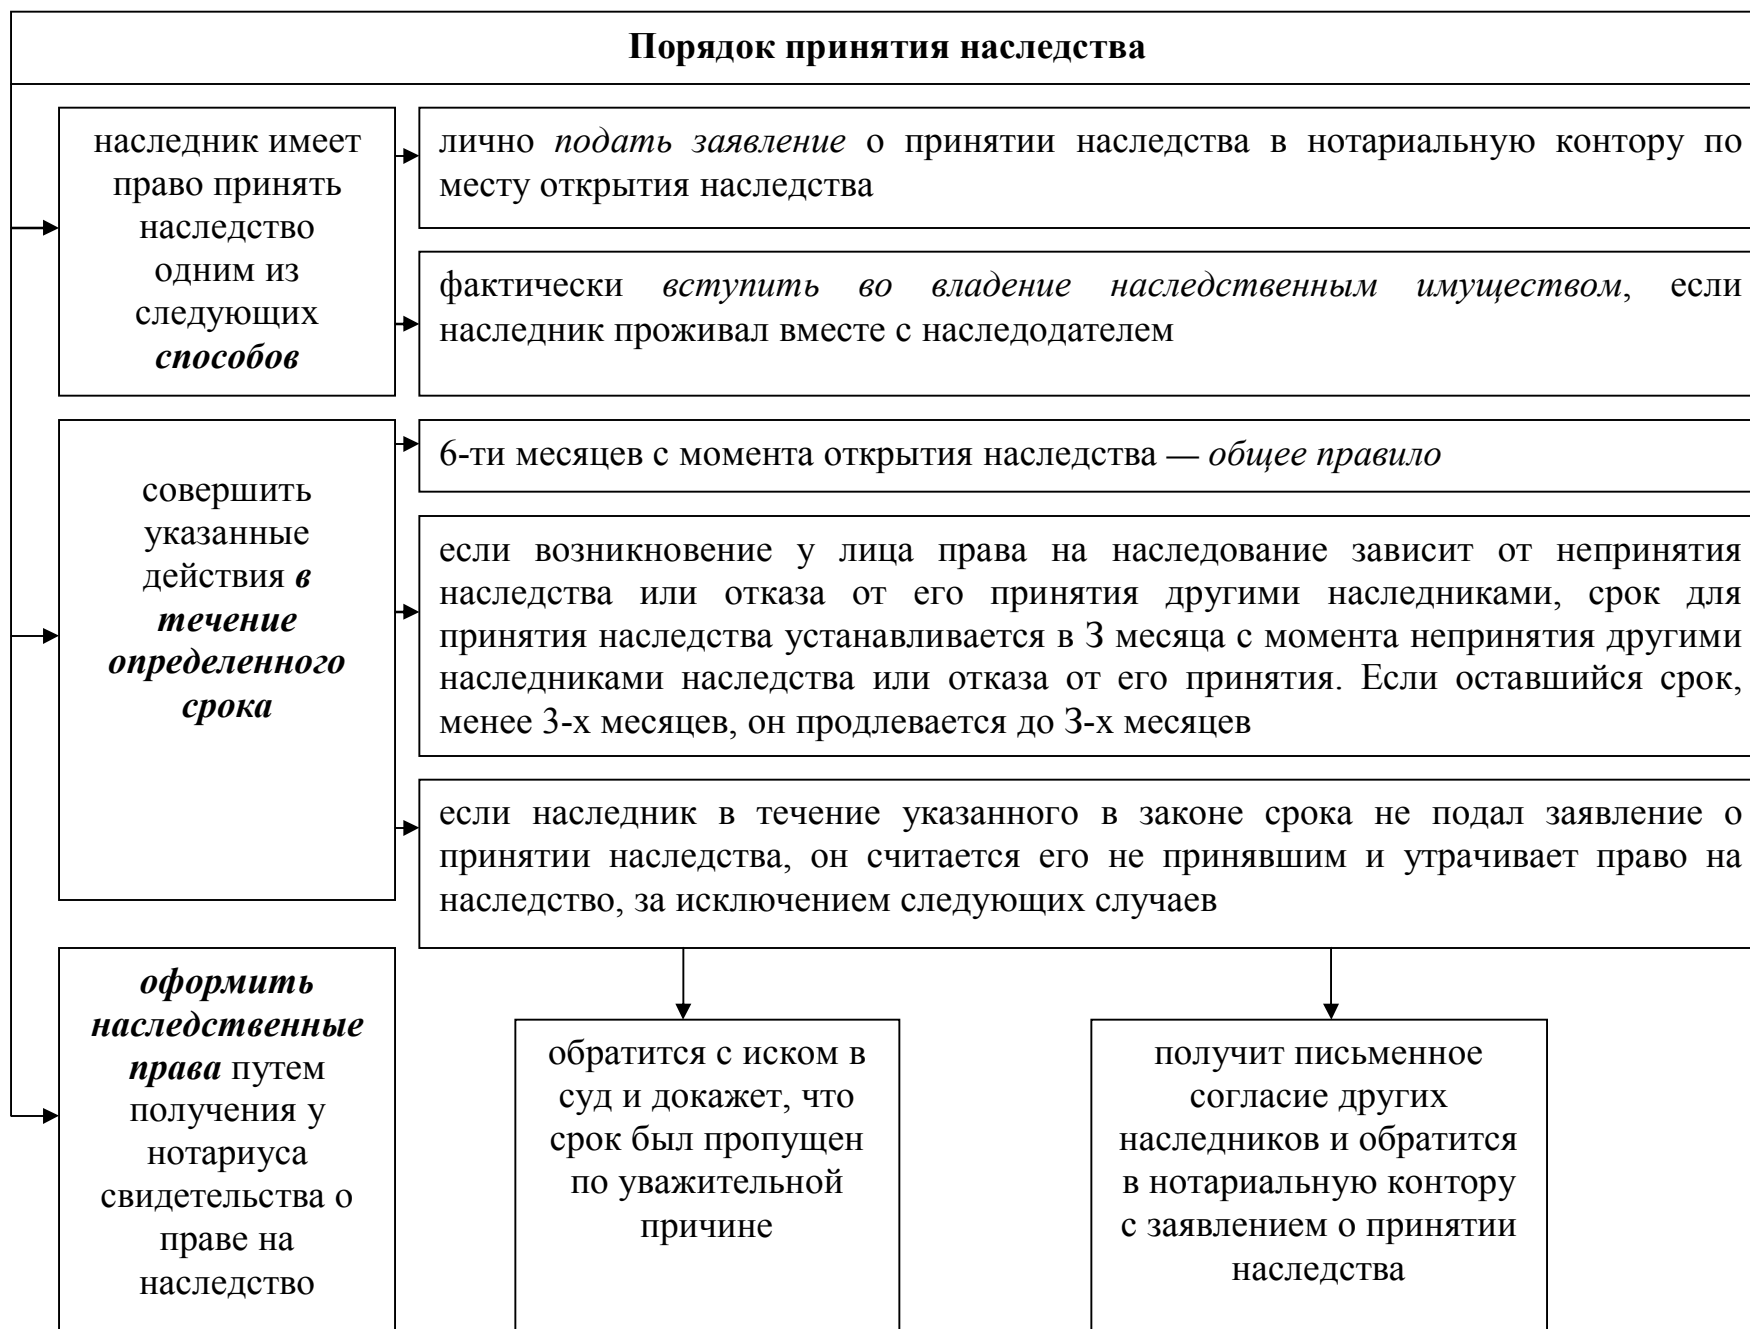 Порядок принятия наследства
наследник имеет
право принять
наследство
одним из
следующих
способов
лично подать заявление о принятии наследства в нотариальную контору по
месту открытия наследства
фактически вступить во владение наследственным имуществом, если
наследник проживал вместе с наследодателем
совершить
указанные
действия в
течение
определенного
срока
6-ти месяцев с момента открытия наследства — общее правило
если возникновение у лица права на наследование зависит от непринятия
наследства или отказа от его принятия другими наследниками, срок для
принятия наследства устанавливается в 3 месяца с момента непринятия другими
наследниками наследства или отказа от его принятия. Если оставшийся срок,
менее 3-х месяцев, он продлевается до 3-х месяцев
если наследник в течение указанного в законе срока не подал заявление о
принятии наследства, он считается его не принявшим и утрачивает право на
наследство, за исключением следующих случаев
оформить
наследственные
права путем
получения у
нотариуса
свидетельства о
праве на
наследство
обратится с иском в
суд и докажет, что
срок был пропущен
по уважительной
причине
получит письменное
согласие других
наследников и обратится
в нотариальную контору
с заявлением о принятии
наследства